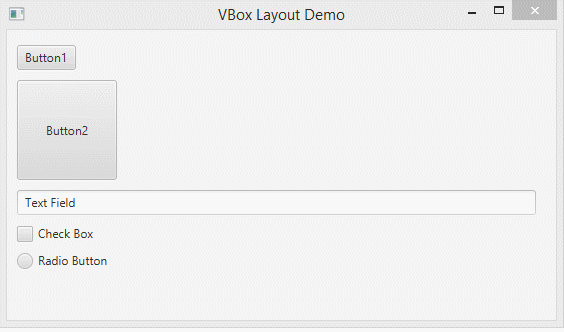 VBox Layout Demo
Button1
Button2
Text Field
Check Box
Radio Button